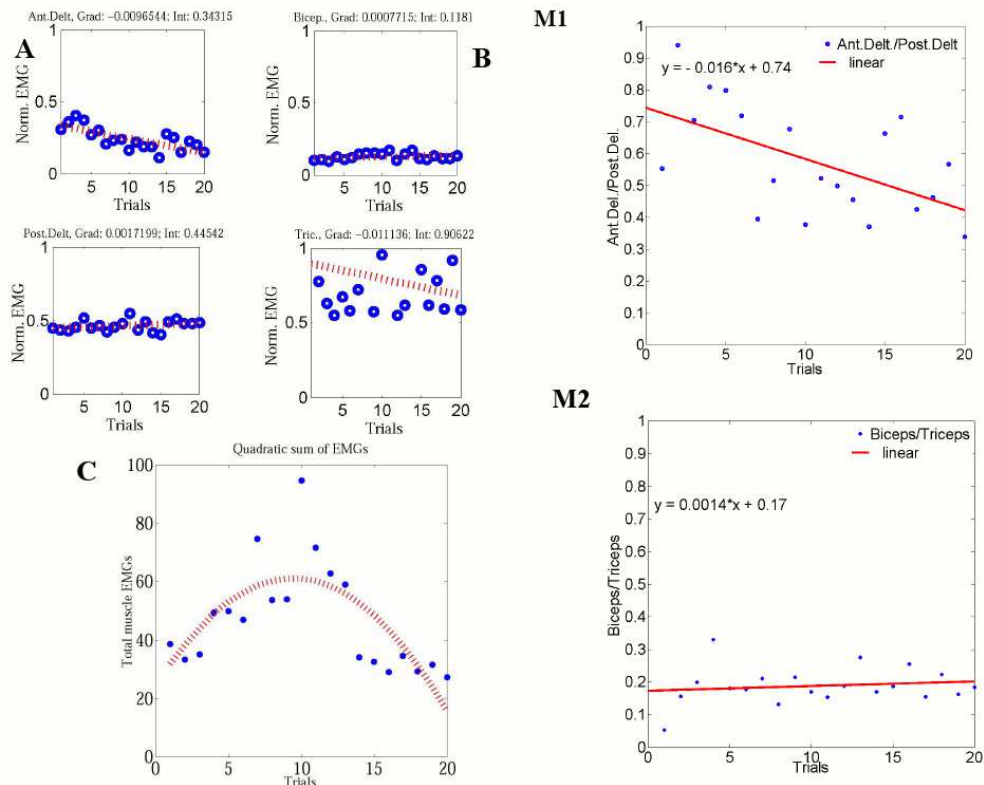 Ant.Delt, Grad: −0.0096544; Int: 0.34315
A
1
0.5
0
Norm. EMG
5 10 15 20
Trials
Bicep., Grad: 0.0007715; Int: 0.1181
B
1
0.5
0
Norm. EMG
5 10 15 20
Trials
Post.Delt, Grad: 0.0017199; Int: 0.44542
1
0.5
0
Norm. EMG
5 10 15 20
Trials
Tric., Grad: −0.011136; Int: 0.90622
1
0.5
0
Norm. EMG
5 10 15 20
Trials
C
Quadratic sum of EMGs
100
80
60
40
20
0
Total muscle EMGs
0 5 10 15 20
Trials
M1
1
0.9
0.8
0.7
0.6
0.5
0.4
0.3
0.2
0.1
0
Ant.Del./Post.Del.
Ant.Delt./Post.Delt
linear
y = - 0.016*x + 0.74
0 5 10 15 20
Trials
M2
1
0.9
0.8
0.7
0.6
0.5
0.4
0.3
0.2
0.1
0
Biceps/Triceps
Biceps/Triceps
linear
y = 0.0014*x + 0.17
0 5 10 15 20
Trials